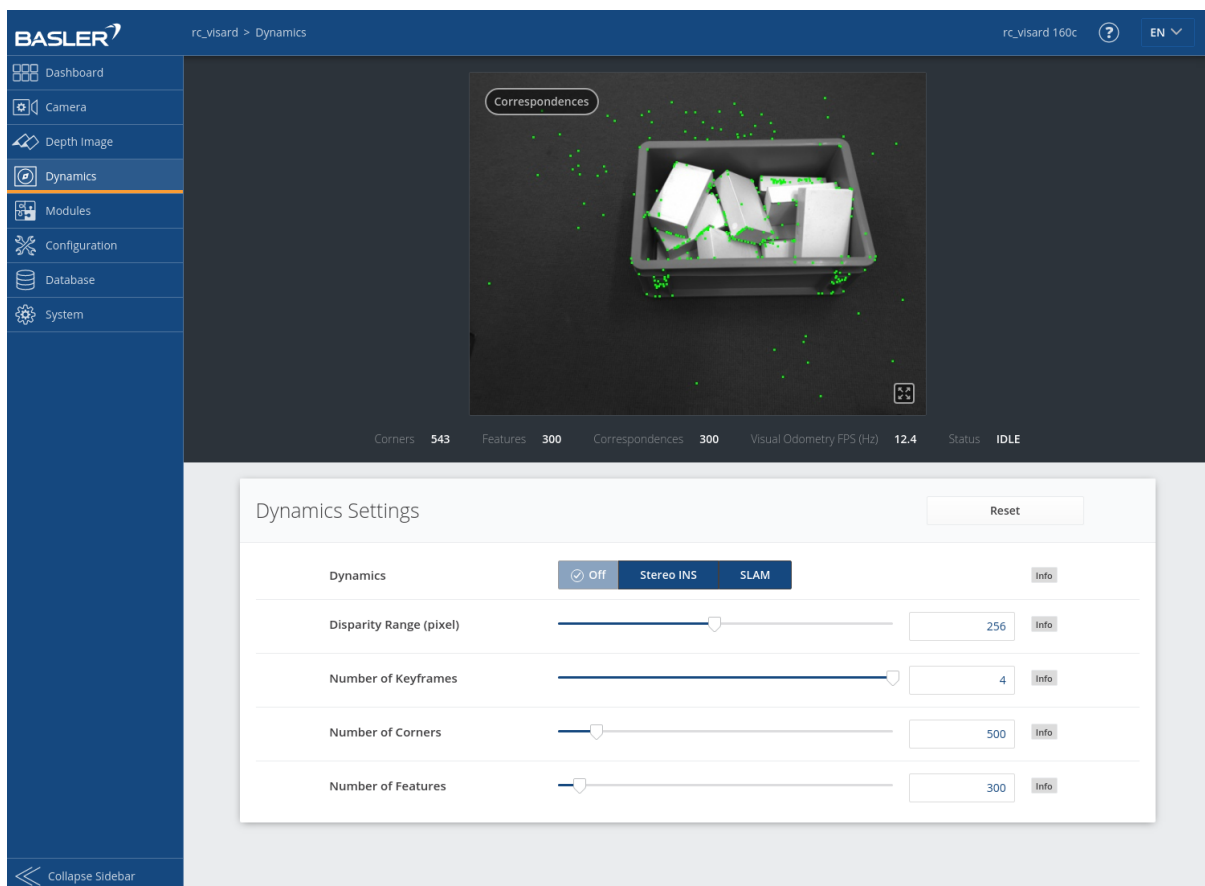 BASLER
rc_visard > Dynamics
rc_visard 160c
?
EN
Dashboard
Camera
Depth Image
Dynamics
Modules
Configuration
Database
System
Correspondences
Corners 543 Features 300 Correspondences 300 Visual Odometry FPS (Hz) 12.4 Status IDLE
Dynamics Settings
Reset
Dynamics Off Stereo INS SLAM Info
Disparity Range (pixel) 256 Info
Number of Keyframes 4 Info
Number of Corners 500 Info
Number of Features 300 Info
Collapse Sidebar